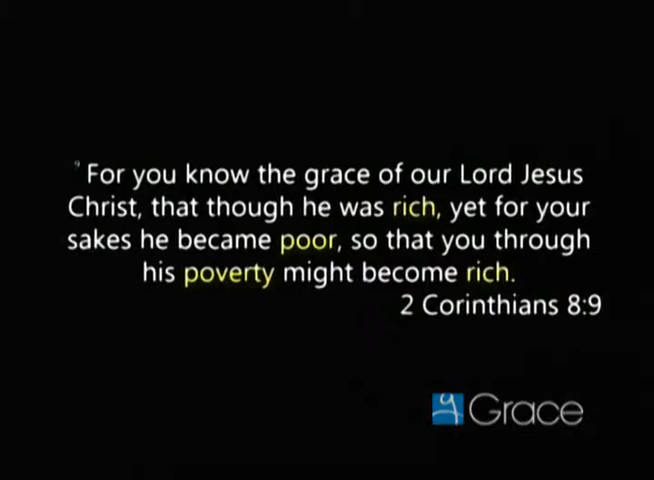 9 For you know the grace of our Lord Jesus
Christ, that though he was rich, yet for your
sakes he became poor, so that you through
his poverty might become rich.
2 Corinthians 8:9
Grace